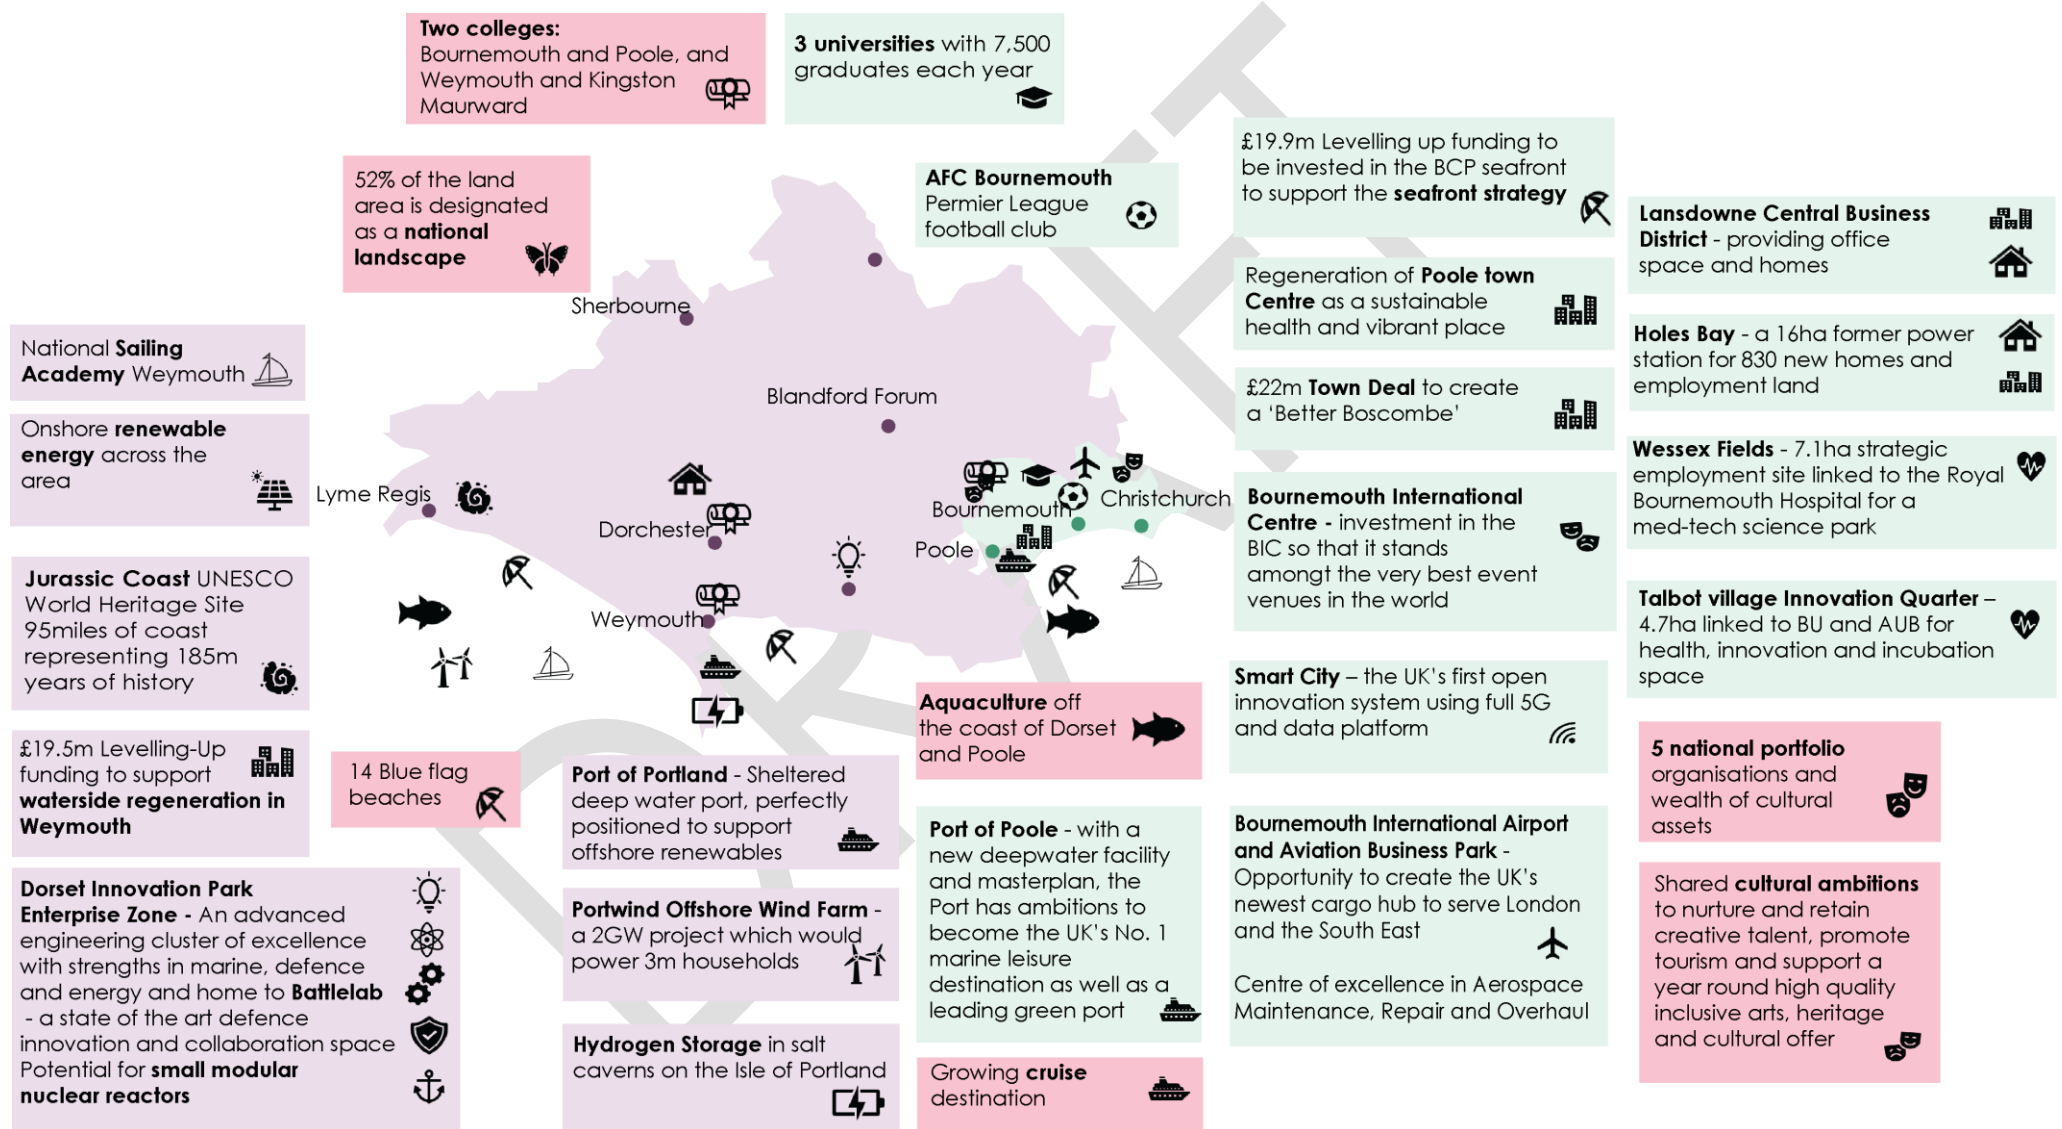 Two colleges:
Bournemouth and Poole, and
Weymouth and Kingston
Maurward
3 universities with 7,500
graduates each year
52% of the land
area is designated
as a national
landscape
AFC Bournemouth
Permier League
football club
£19.9m Levelling up funding to
be invested in the BCP seafront
to support the seafront strategy
Lansdowne Central Business
District - providing office
space and homes
Regeneration of Poole town
Centre as a sustainable
health and vibrant place
Holes Bay - a 16ha former power
station for 830 new homes and
employment land
£22m Town Deal to create
a ‘Better Boscombe’
Wessex Fields - 7.1ha strategic
employment site linked to the Royal
Bournemouth Hospital for a
med-tech science park
Bournemouth International
Centre - investment in the
BIC so that it stands
amongt the very best event
venues in the world
Talbot village Innovation Quarter –
4.7ha linked to BU and AUB for
health, innovation and incubation
space
National Sailing
Academy Weymouth
Onshore renewable
energy across the
area
Jurassic Coast UNESCO
World Heritage Site
95miles of coast
representing 185m
years of history
£19.5m Levelling-Up
funding to support
waterside regeneration in
Weymouth
Sherbourne
Blandford Forum
Lyme Regis
Dorchester
Weymouth
Bournemouth
Christchurch
Poole
14 Blue flag
beaches
Dorset Innovation Park
Enterprise Zone - An advanced
engineering cluster of excellence
with strengths in marine, defence
and energy and home to Battlelab
- a state of the art defence
innovation and collaboration space
Potential for small modular
nuclear reactors
Port of Portland - Sheltered
deep water port, perfectly
positioned to support
offshore renewables
Portwind Offshore Wind Farm -
a 2GW project which would
power 3m households
Hydrogen Storage in salt
caverns on the Isle of Portland
Aquaculture off
the coast of Dorset
and Poole
Port of Poole - with a
new deepwater facility
and masterplan, the
Port has ambitions to
become the UK's No. 1
marine leisure
destination as well as a
leading green port
Growing cruise
destination
Smart City – the UK's first open
innovation system using full 5G
and data platform
Bournemouth International Airport
and Aviation Business Park -
Opportunity to create the UK's
newest cargo hub to serve London
and the South East
Centre of excellence in Aerospace
Maintenance, Repair and Overhaul
5 national portfolio
organisations and
wealth of cultural
assets
Shared cultural ambitions
to nurture and retain
creative talent, promote
tourism and support a
year round high quality
inclusive arts, heritage
and cultural offer
DRAFT